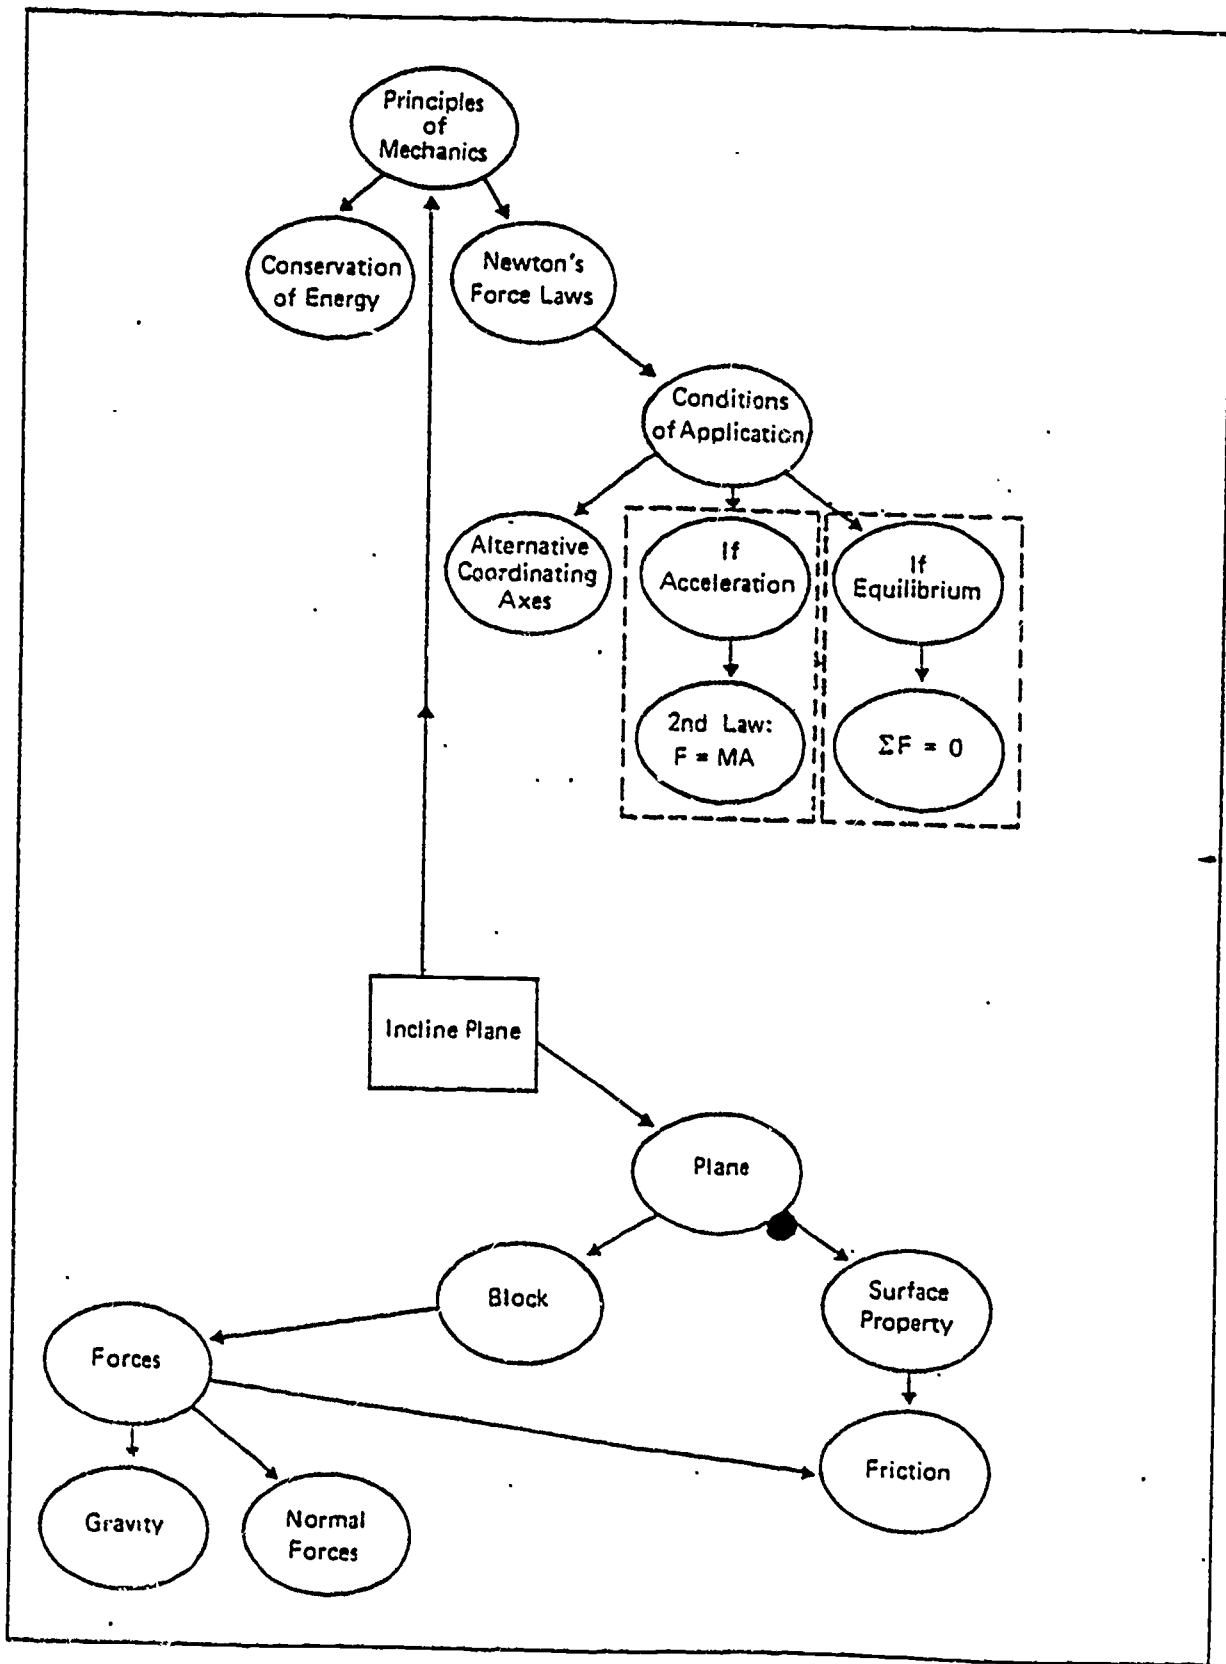 Principles
of
Mechanics
Conservation
of Energy
Newton's
Force Laws
Conditions
of Application
Alternative
Coordinating
Axes
If
Acceleration
If
Equilibrium
2nd Law:
F = MA
ΣF = 0
Incline Plane
Plane
Block
Surface
Property
Forces
Friction
Gravity
Normal
Forces